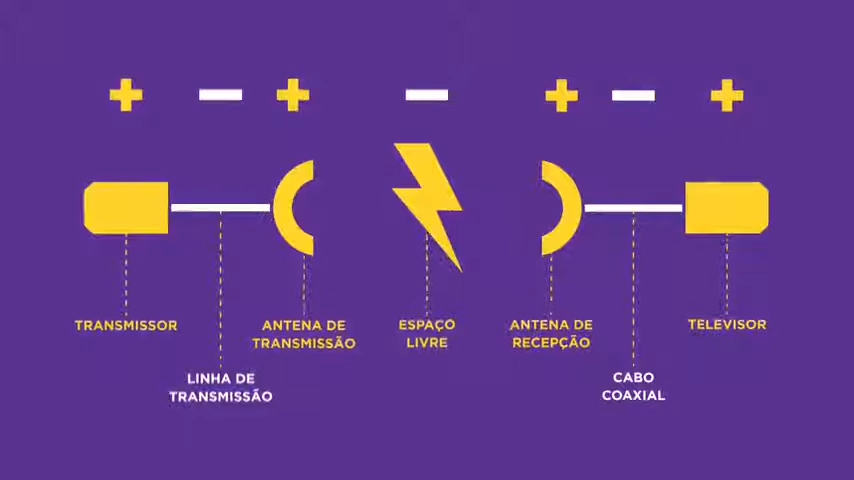 TRANSMISSOR
LINHA DE
TRANSMISSÃO
ANTENA DE
TRANSMISSÃO
ESPAÇO
LIVRE
ANTENA DE
RECEPÇÃO
CABO
COAXIAL
TELEVISOR